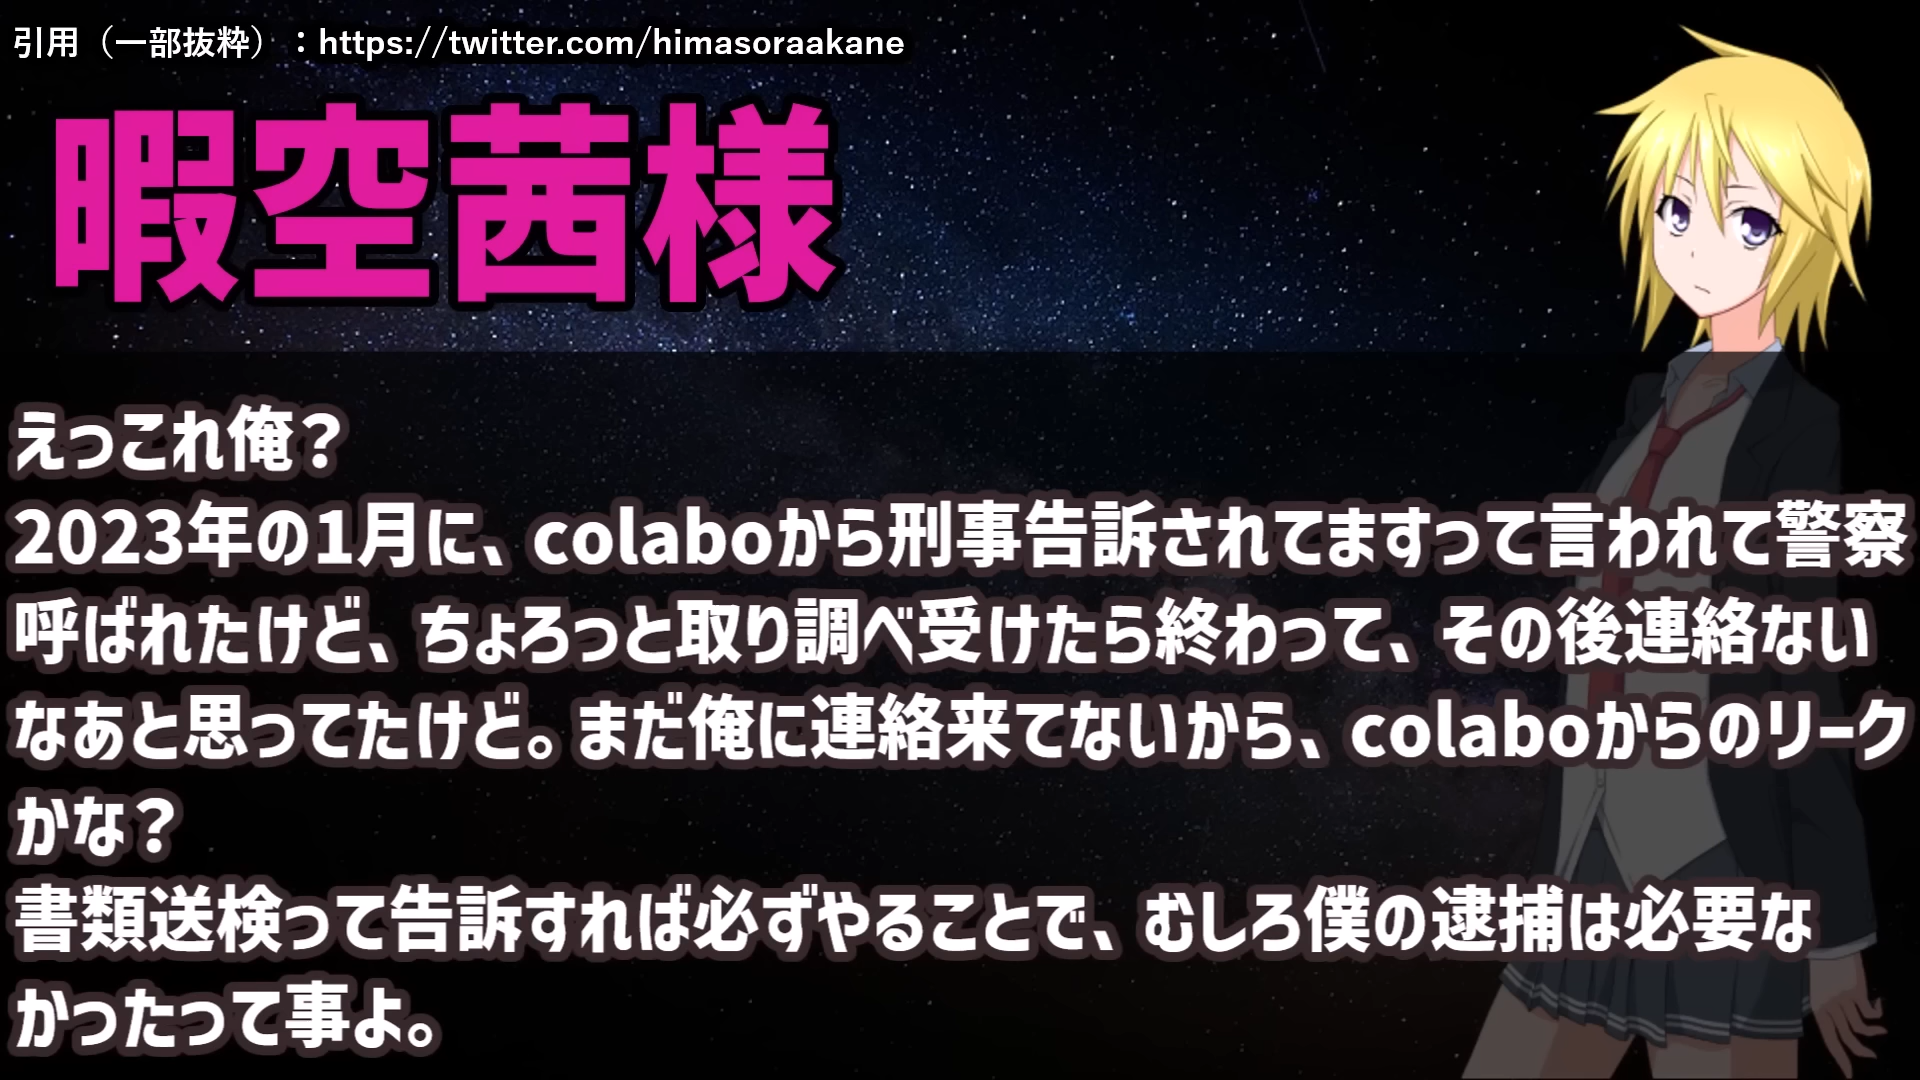 引用（一部抜粋）：https://twitter.com/himasoraakane
暇空茜様
えっこれ俺？
2023年の1月に、colaboから刑事告訴されてますって言われて警察
呼ばれたけど、ちょろっと取り調べ受けたら終わって、その後連絡ない
なあと思ってたけど。まだ俺に連絡来てないから、colaboからのリーク
かな？
書類送検って告訴すれば必ずやることで、むしろ僕の逮捕は必要な
かったって事よ。